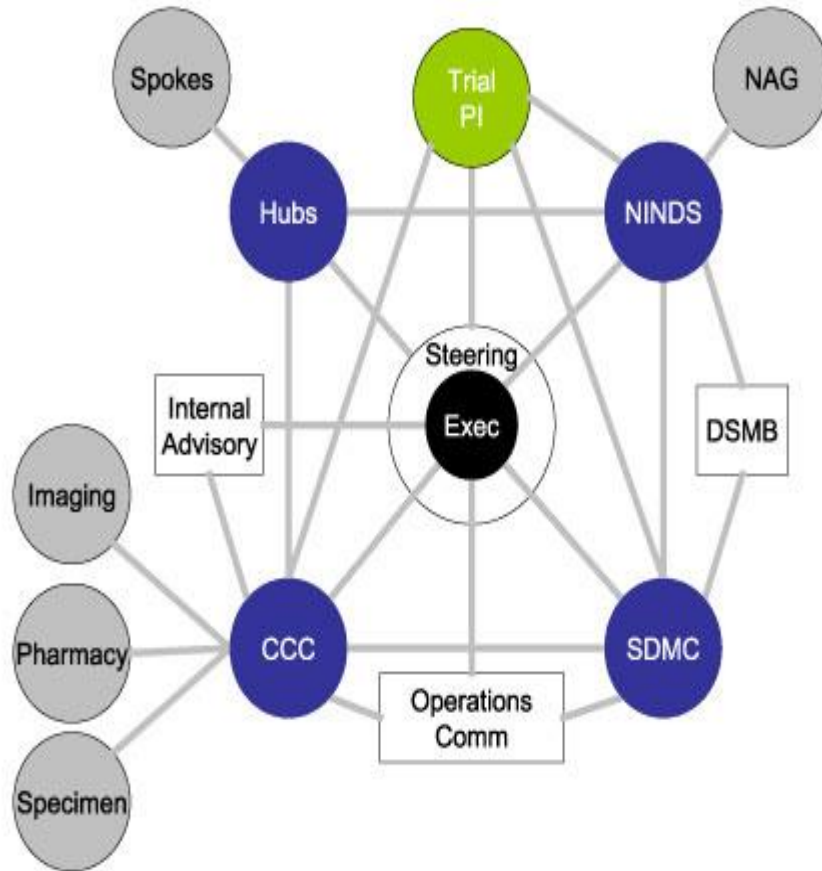 Spokes
Trial
PI
NAG
Hubs
NINDS
Steering
Exec
Internal
Advisory
DSMB
Imaging
Pharmacy
CCC
SDMC
Operations
Comm
Specimen